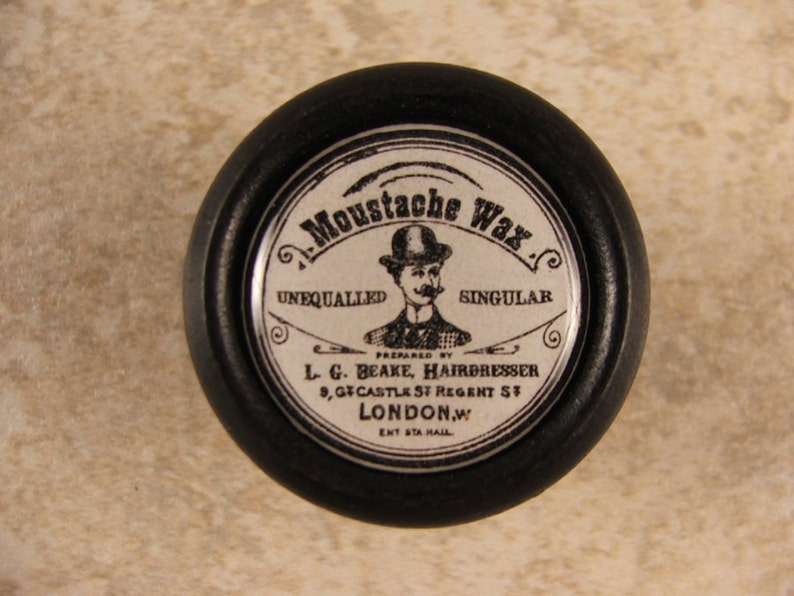 Moustache Wax
UNEQUALLED SINGULAR
PREPARED BY
L. G. BEAKE, HAIRDRESSER
9, GT CASTLE ST REGENT ST
LONDON, W
ENT STA. HALL.